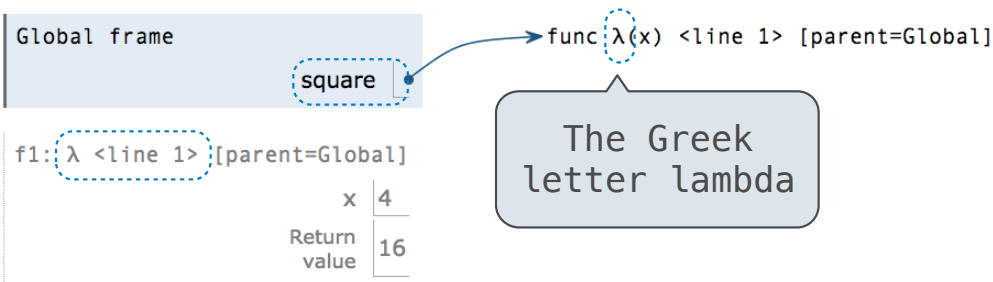 Global frame
func λ(x) <line 1> [parent=Global]
square
f1: λ <line 1> [parent=Global]
The Greek
letter lambda
x 4
Return
value 16